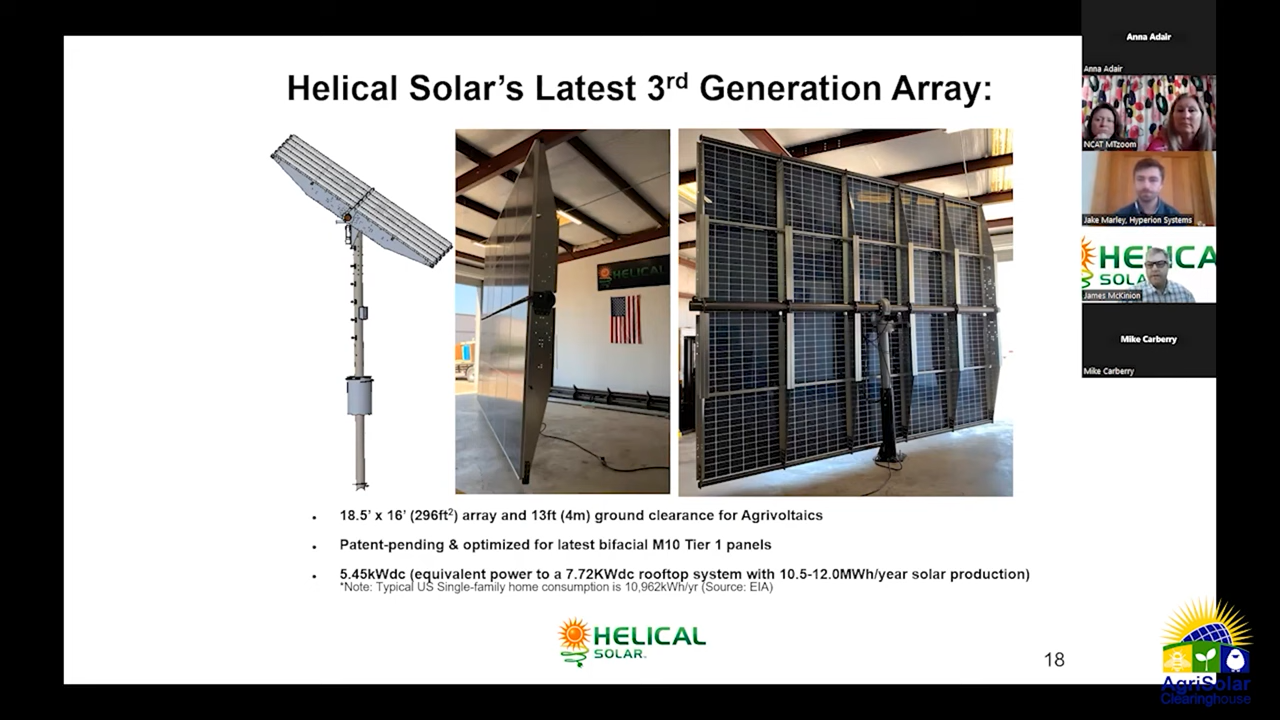 Helical Solar's Latest 3rd Generation Array:
HELICAL
18.5' x 16' (296ft2) array and 13ft (4m) ground clearance for Agrivoltaics
Patent-pending & optimized for latest bifacial M10 Tier 1 panels
5.45kWdc (equivalent power to a 7.72KWdc rooftop system with 10.5-12.0MWh/year solar production)
*Note: Typical US Single-family home consumption is 10,962kWh/yr (Source: EIA)
HELICAL
SOLAR™
18
Anna Adair
Anna Adair
NCAT MTzoom
Jake Marley, Hyperion Systems
HELICA
SOLA
James McKinion
Mike Carberry
Mike Carberry
AgriSolar
Clearinghouse